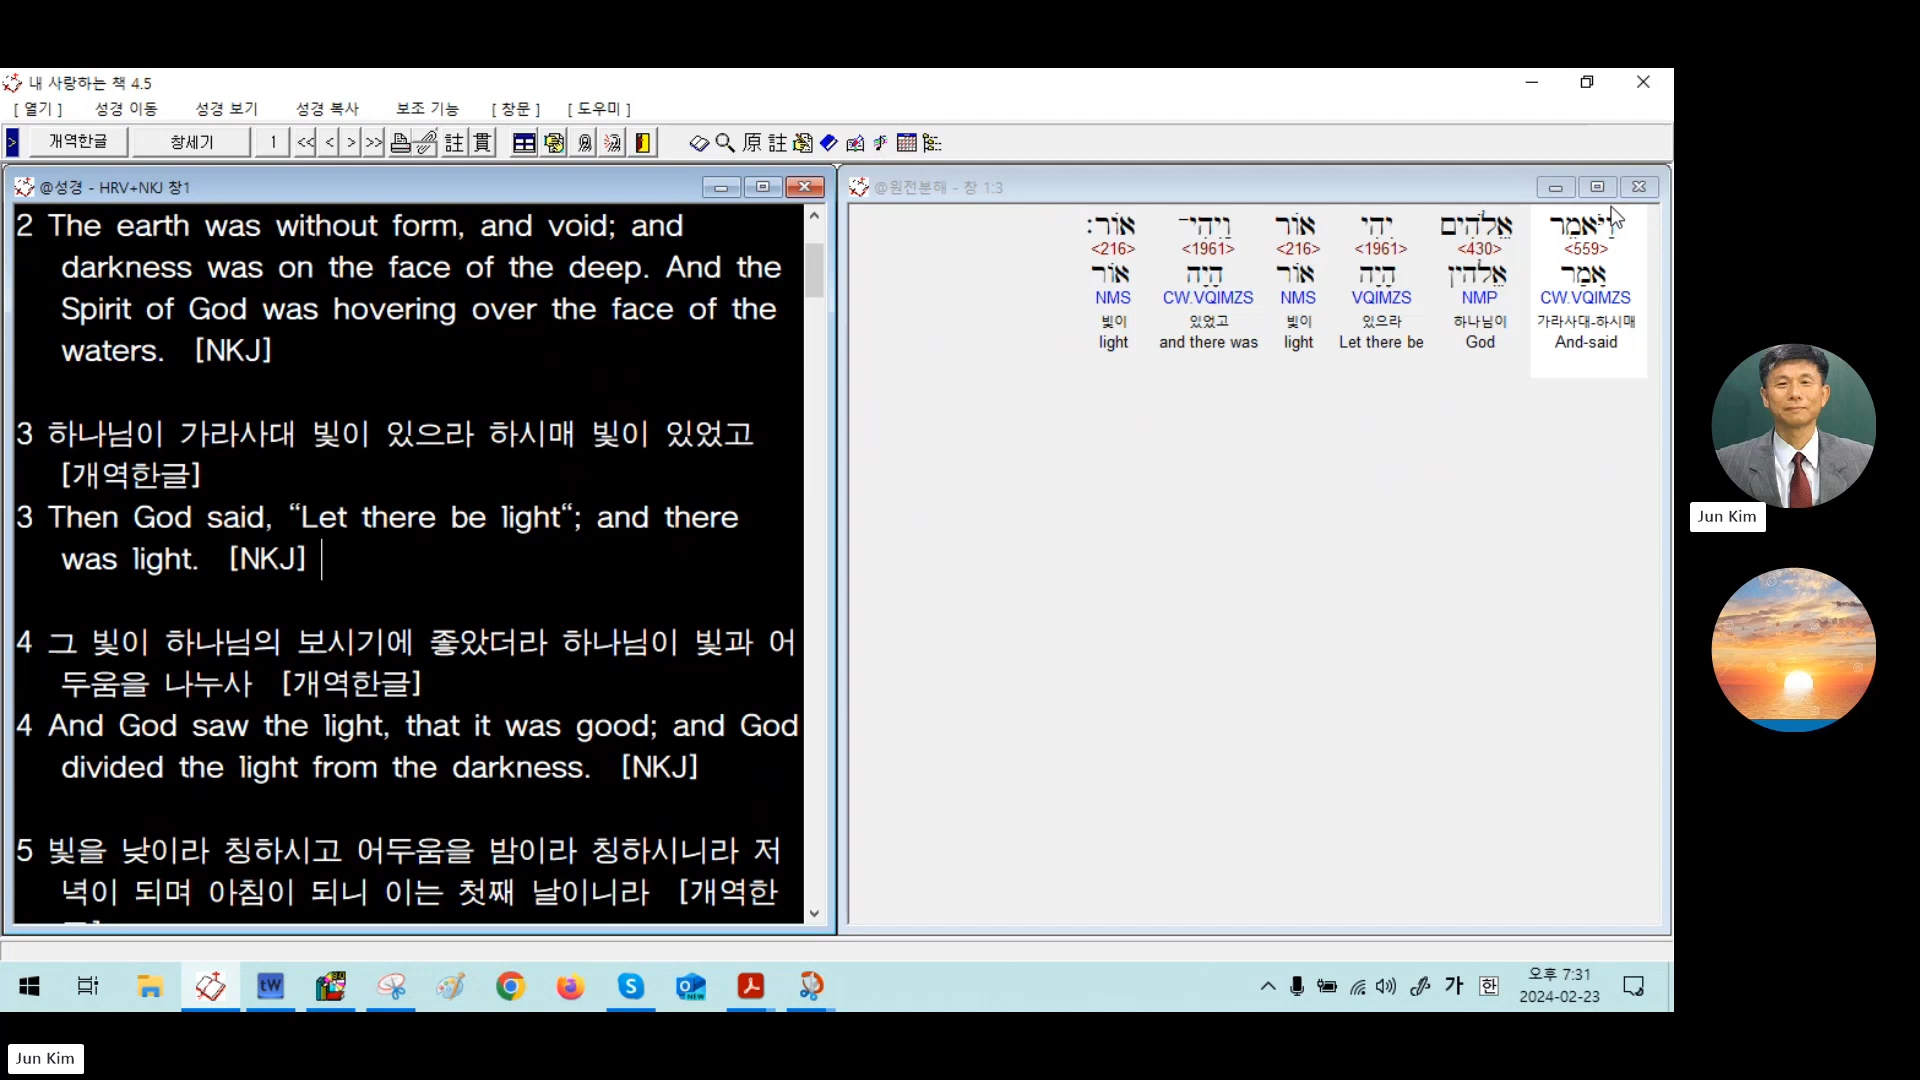 내 사랑하는 책 4.5
[ 열기 ] 성경 이동 성경 보기 성경 복사 보조 기능 [ 창문 ] [ 도우미 ]
> 개역한글 창세기 1 << < > >> 註 貫 原 註
@성경 - HRV+NKJ 창1
2 The earth was without form, and void; and
darkness was on the face of the deep. And the
Spirit of God was hovering over the face of the
waters. [NKJ]
3 하나님이 가라사대 빛이 있으라 하시매 빛이 있었고
[개역한글]
3 Then God said, “Let there be light“; and there
was light. [NKJ]
4 그 빛이 하나님의 보시기에 좋았더라 하나님이 빛과 어
두움을 나누사 [개역한글]
4 And God saw the light, that it was good; and God
divided the light from the darkness. [NKJ]
5 빛을 낮이라 칭하시고 어두움을 밤이라 칭하시니라 저
녁이 되며 아침이 되니 이는 첫째 날이니라 [개역한
@원전분해 - 창 1:3
וַיֹּאמֶר אֱלֹהִים יְהִי אוֹר וַיְהִי־ אוֹר׃
<216> <1961> <216> <1961> <430> <559>
אָמַר אֱלֹהִין הָיָה אוֹר הָיָה אוֹר
NMS CW.VQIMZS NMS VQIMZS NMP CW.VQIMZS
빛이 있었고 빛이 있으라 하나님이 가라사대-하시매
light and there was light Let there be God And-said
Jun Kim
가 한
오후 7:31
2024-02-23
Jun Kim